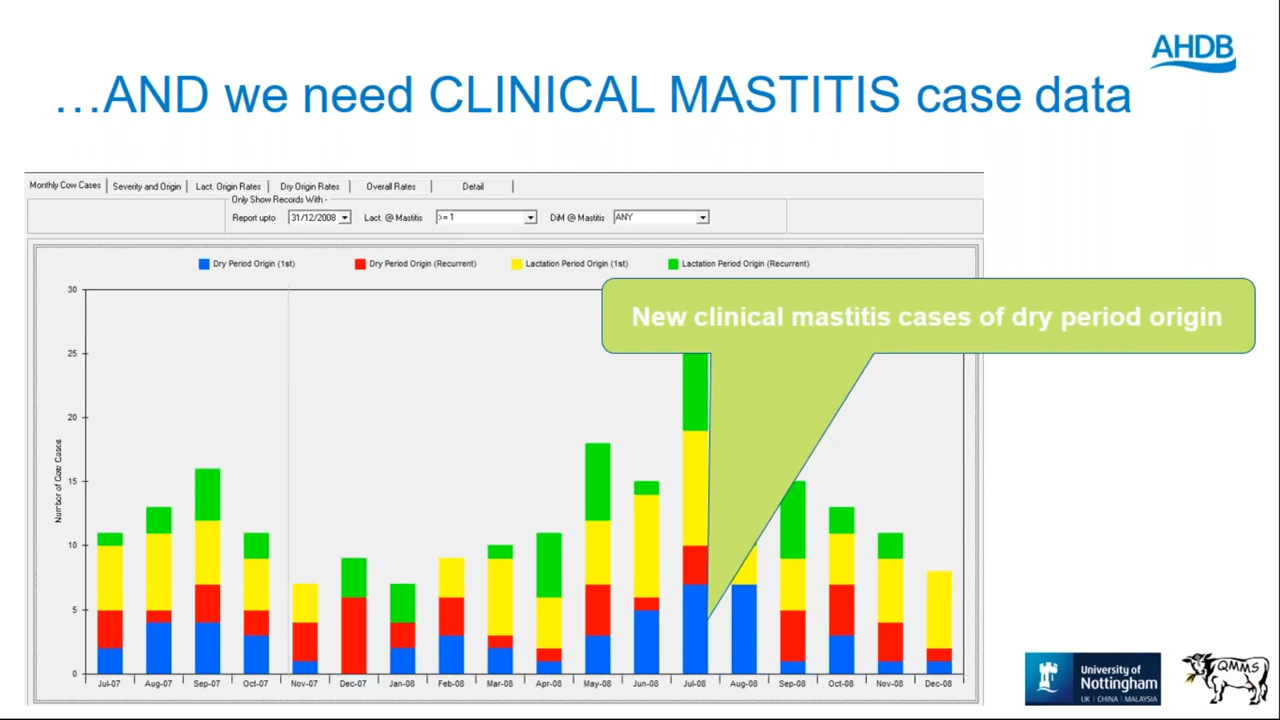 AHDB
...AND we need CLINICAL MASTITIS case data
Monthly Cow Cases
Severity and Origin
Lact. Origin Rates
Dry Origin Rates
Overall Rates
Detail
Only Show Records With -
Report upto
31/12/2008
Lact. @ Mastitis
>= 1
DiM @ Mastitis
ANY
Dry Period Origin (1st)
Dry Period Origin (Recurrent)
Lactation Period Origin (1st)
Lactation Period Origin (Recurrent)
New clinical mastitis cases of dry period origin
Number of Cow Cases
30
25
20
15
10
5
0
Jul-07
Aug-07
Sep-07
Oct-07
Nov-07
Dec-07
Jan-08
Feb-08
Mar-08
Apr-08
May-08
Jun-08
Jul-08
Aug-08
Sep-08
Oct-08
Nov-08
Dec-08
University of
Nottingham
UK | CHINA | MALAYSIA
QMMS